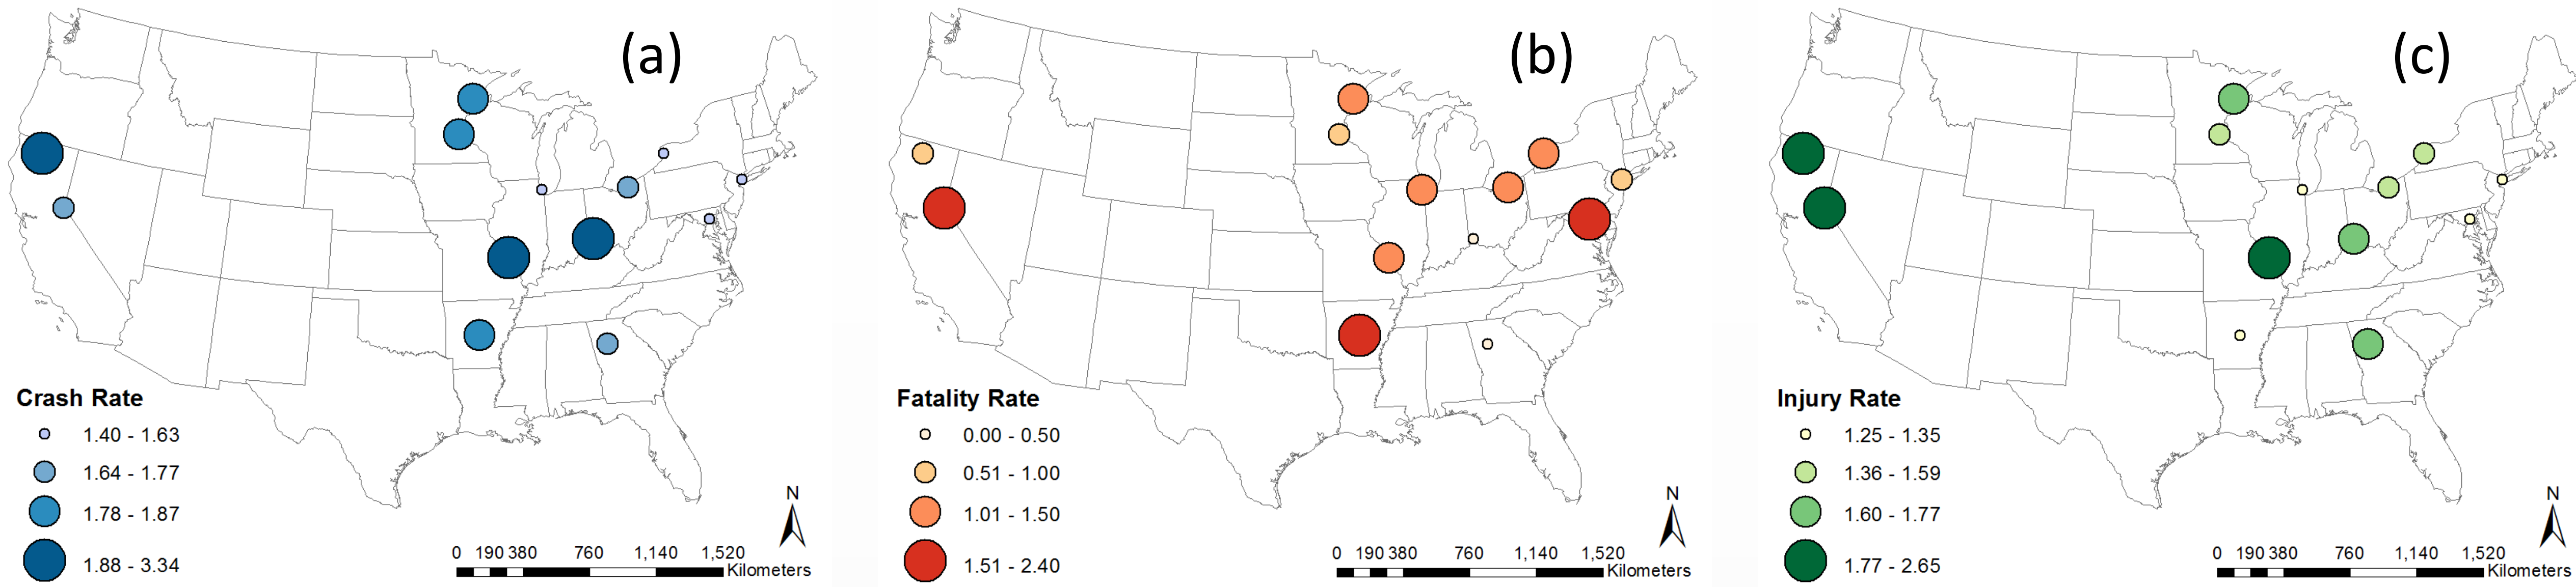 (a)
Crash Rate
1.40 - 1.63
1.64 - 1.77
1.78 - 1.87
1.88 - 3.34
N
0 190 380 760 1,140 1,520
Kilometers
(b)
Fatality Rate
0.00 - 0.50
0.51 - 1.00
1.01 - 1.50
1.51 - 2.40
N
0 190 380 760 1,140 1,520
Kilometers
(c)
Injury Rate
1.25 - 1.35
1.36 - 1.59
1.60 - 1.77
1.77 - 2.65
N
0 190 380 760 1,140 1,520
Kilometers